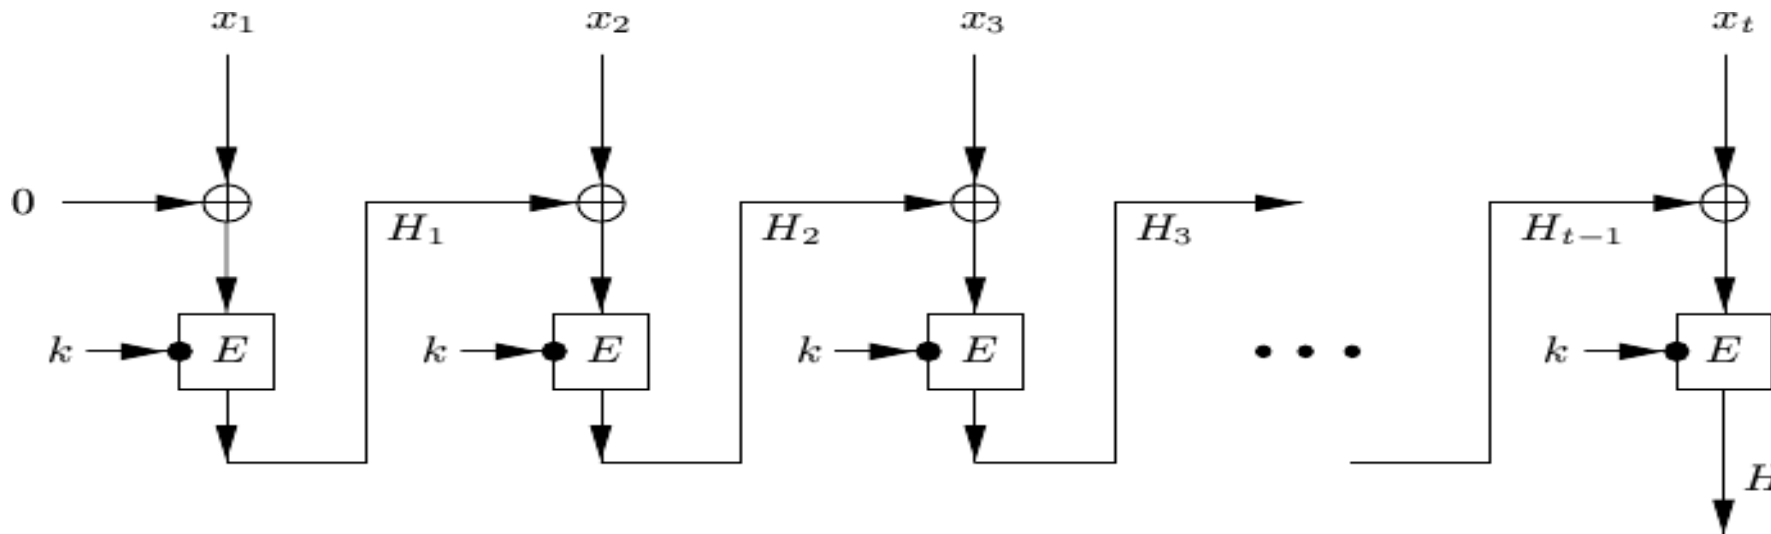 x₁ x₂ x₃ xₜ
0 H₁ H₂ H₃ Hₜ₋₁
k E k E k E k E
H